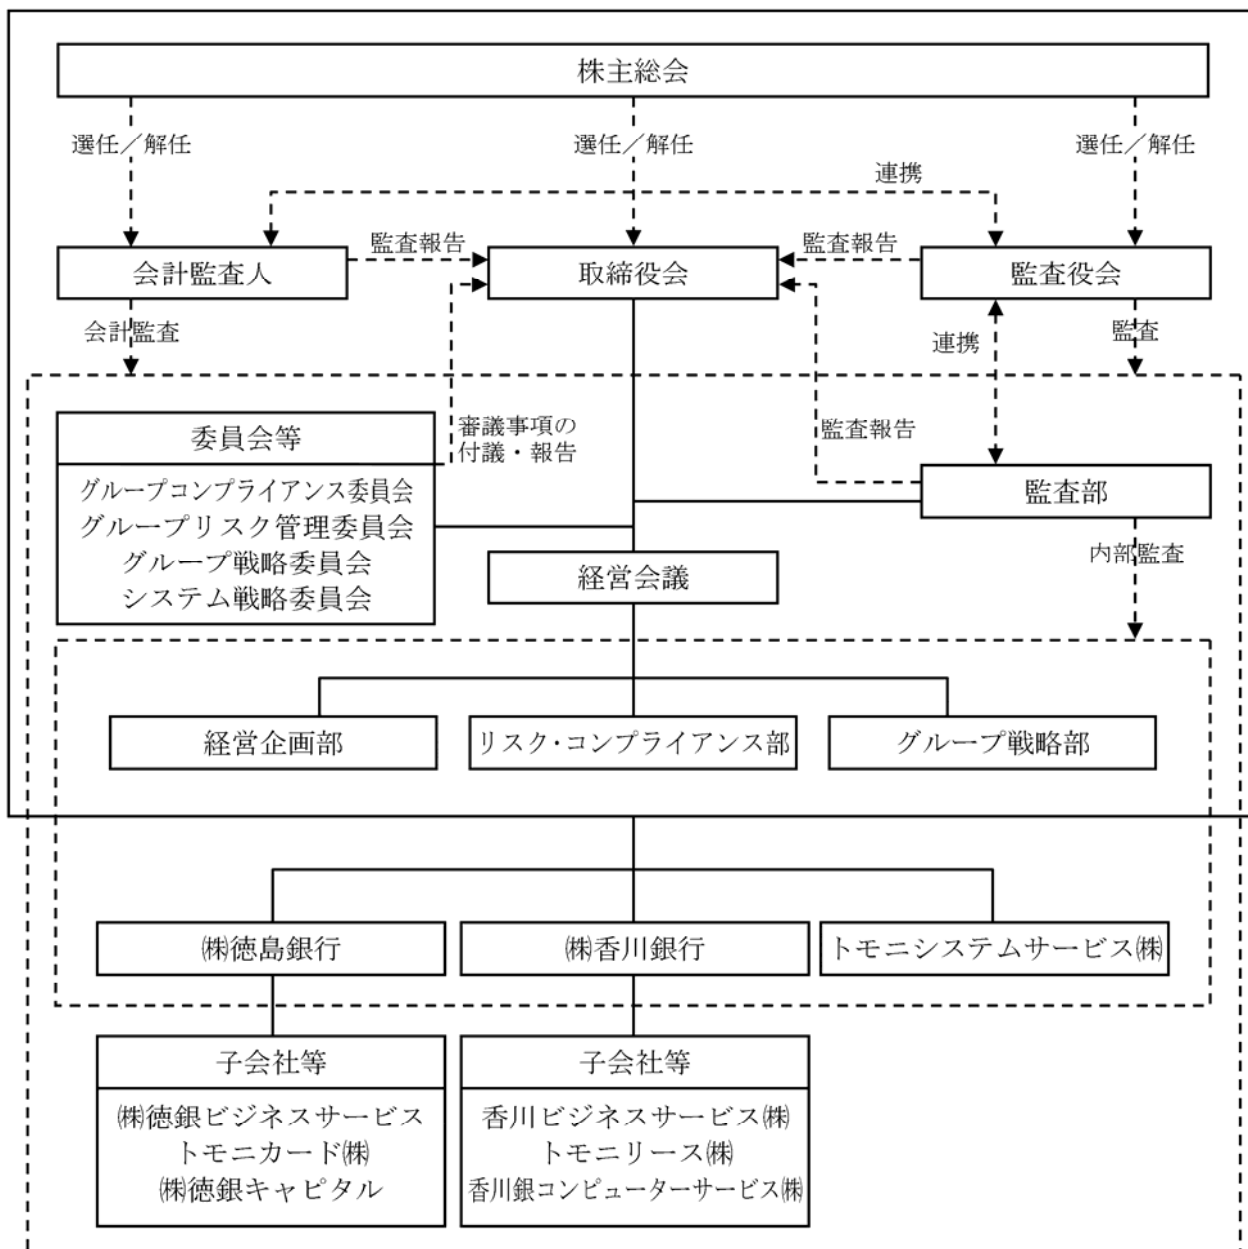 株主総会
選任／解任
選任／解任
選任／解任
連携
会計監査人
監査報告
取締役会
監査報告
監査役会
会計監査
連携
監査
委員会等
審議事項の
付議・報告
監査報告
グループコンプライアンス委員会
グループリスク管理委員会
グループ戦略委員会
システム戦略委員会
監査部
内部監査
経営会議
経営企画部
リスク・コンプライアンス部
グループ戦略部
㈱徳島銀行
㈱香川銀行
トモニシステムサービス㈱
子会社等
㈱徳銀ビジネスサービス
トモニカード㈱
㈱徳銀キャピタル
子会社等
香川ビジネスサービス㈱
トモニリース㈱
香川銀コンピューターサービス㈱